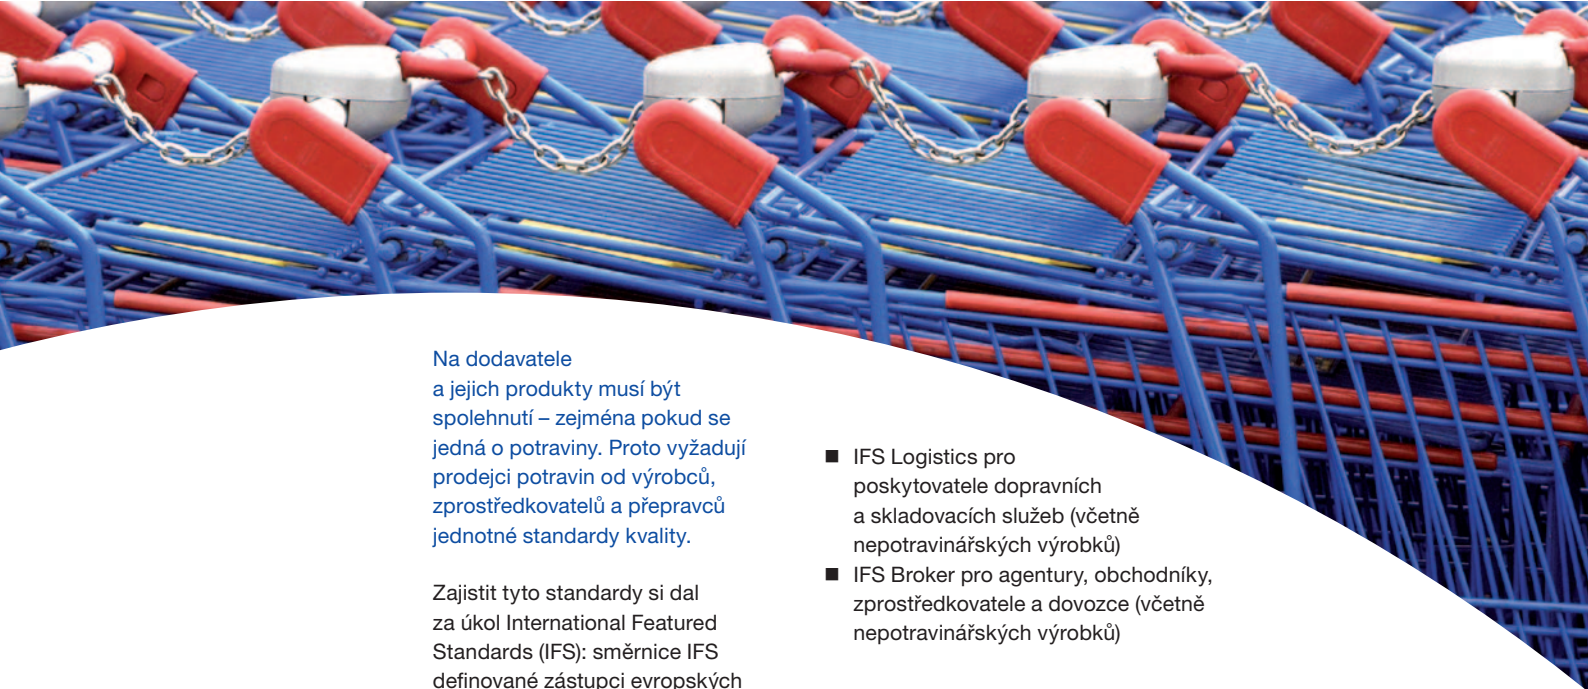 Na dodavatele
a jejich produkty musí být
spolehnutí – zejména pokud se
jedná o potraviny. Proto vyžadují
prodejci potravin od výrobců,
zprostředkovatelů a přepravců
jednotné standardy kvality.
Zajistit tyto standardy si dal
za úkol International Featured
Standards (IFS): směrnice IFS
definované zástupci evropských
■ IFS Logistics pro
poskytovatele dopravních
a skladovacích služeb (včetně
nepotravinářských výrobků)
■ IFS Broker pro agentury, obchodníky,
zprostředkovatele a dovozce (včetně
nepotravinářských výrobků)